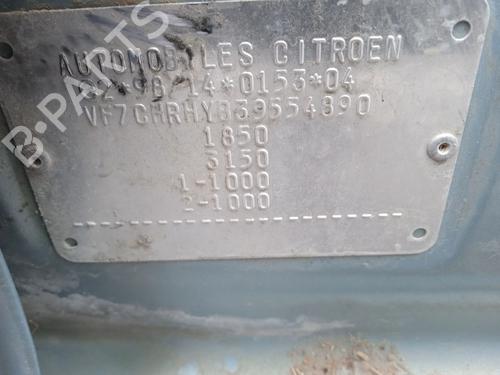 AUTOMOBILES CITROEN
e2*98/14*0153*04
VF7CHRHYB39554890
1850
3150
1-1000
2-1000
B-PARTS